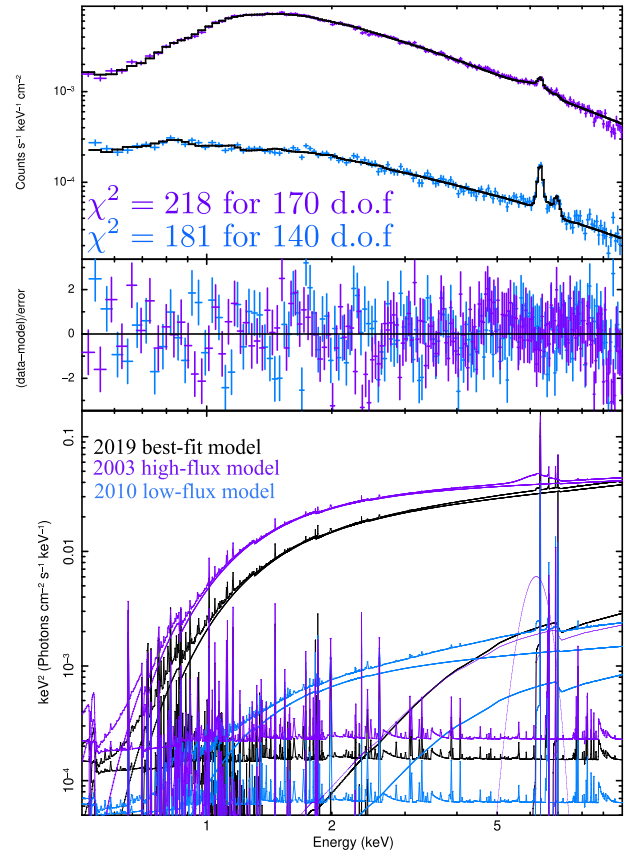 Counts s⁻¹ keV⁻¹ cm⁻²
10⁻³
10⁻⁴
χ² = 218 for 170 d.o.f
χ² = 181 for 140 d.o.f
(data−model)/error
2
0
−2
keV² (Photons cm⁻² s⁻¹ keV⁻¹)
0.1
0.01
10⁻³
10⁻⁴
2019 best-fit model
2003 high-flux model
2010 low-flux model
1
2
5
Energy (keV)